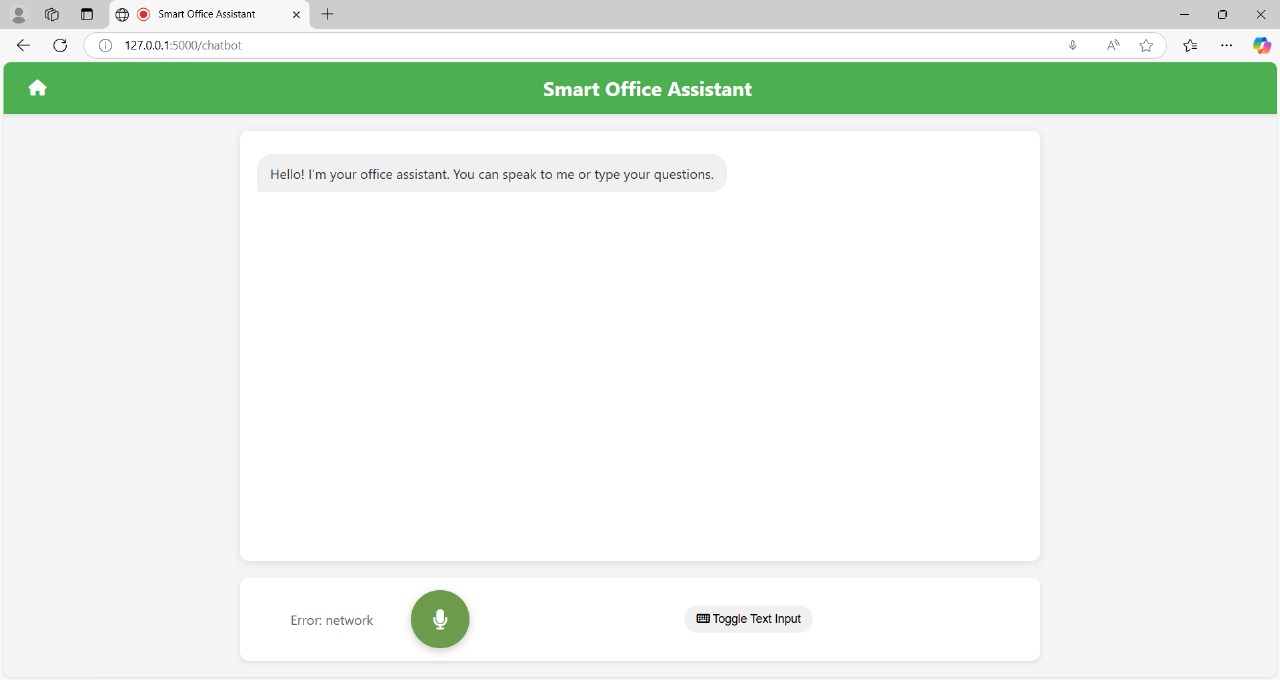 Smart Office Assistant
127.0.0.1:5000/chatbot
Smart Office Assistant
Hello! I'm your office assistant. You can speak to me or type your questions.
Error: network
Toggle Text Input